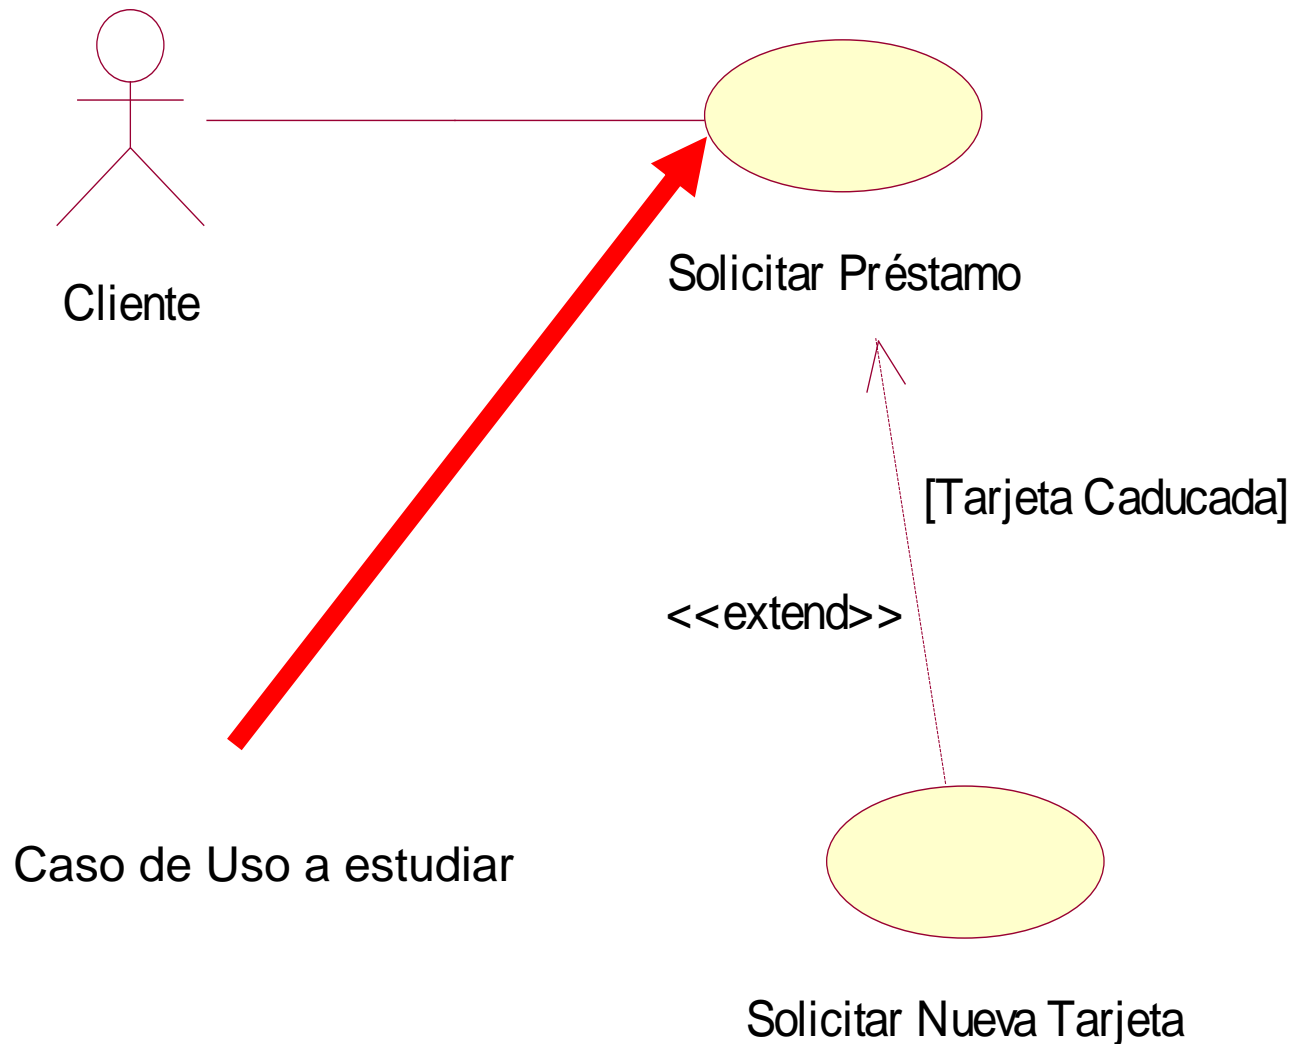 Solicitar Préstamo
Cliente
[Tarjeta Caducada]
<<extend>>
Caso de Uso a estudiar
Solicitar Nueva Tarjeta